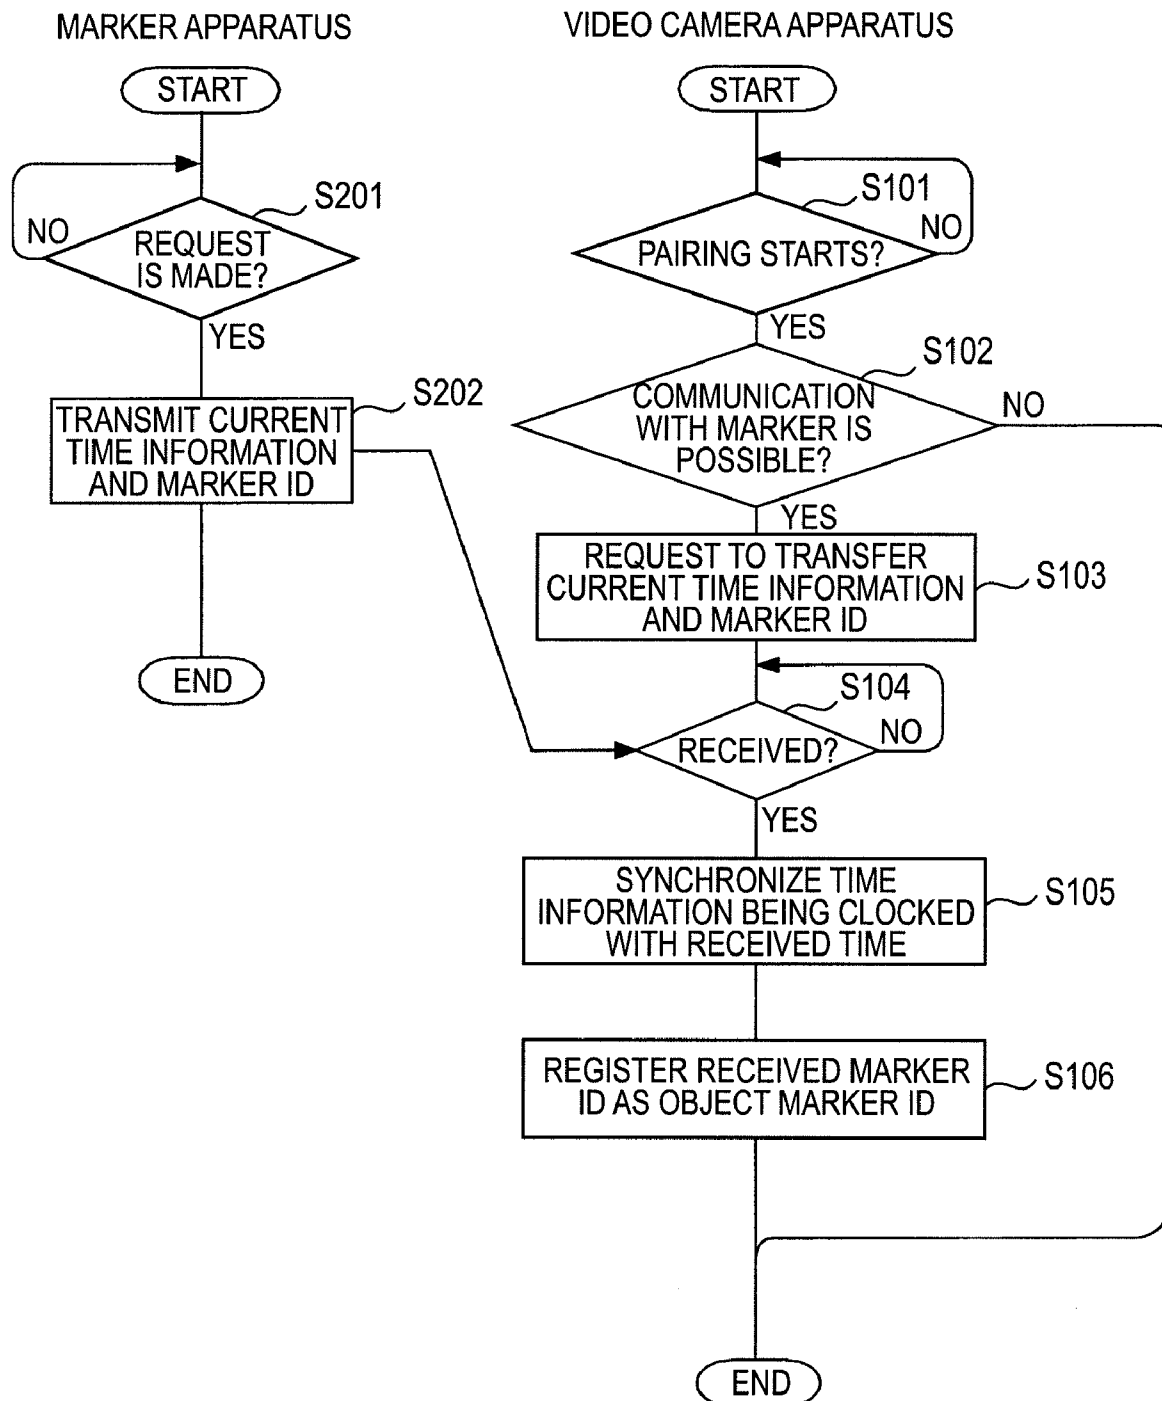 MARKER APPARATUS
START
S201
NO
REQUEST
IS MADE?
YES
S202
TRANSMIT CURRENT
TIME INFORMATION
AND MARKER ID
END
VIDEO CAMERA APPARATUS
START
S101
NO
PAIRING STARTS?
YES
S102
COMMUNICATION
WITH MARKER IS
POSSIBLE?
NO
YES
REQUEST TO TRANSFER
CURRENT TIME INFORMATION
AND MARKER ID
S103
S104
RECEIVED?
NO
YES
SYNCHRONIZE TIME
INFORMATION BEING CLOCKED
WITH RECEIVED TIME
S105
REGISTER RECEIVED MARKER
ID AS OBJECT MARKER ID
S106
END